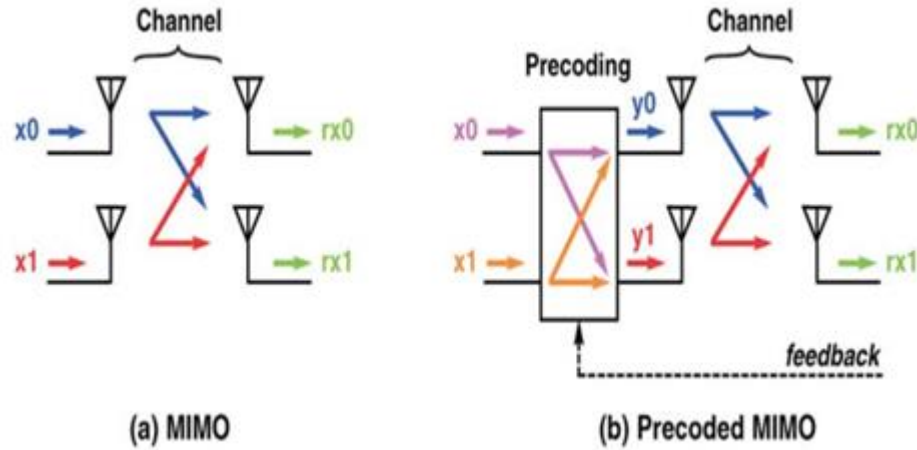 Channel
x0
rx0
x1
rx1
(a) MIMO
Channel
Precoding
x0
y0
rx0
x1
y1
rx1
feedback
(b) Precoded MIMO